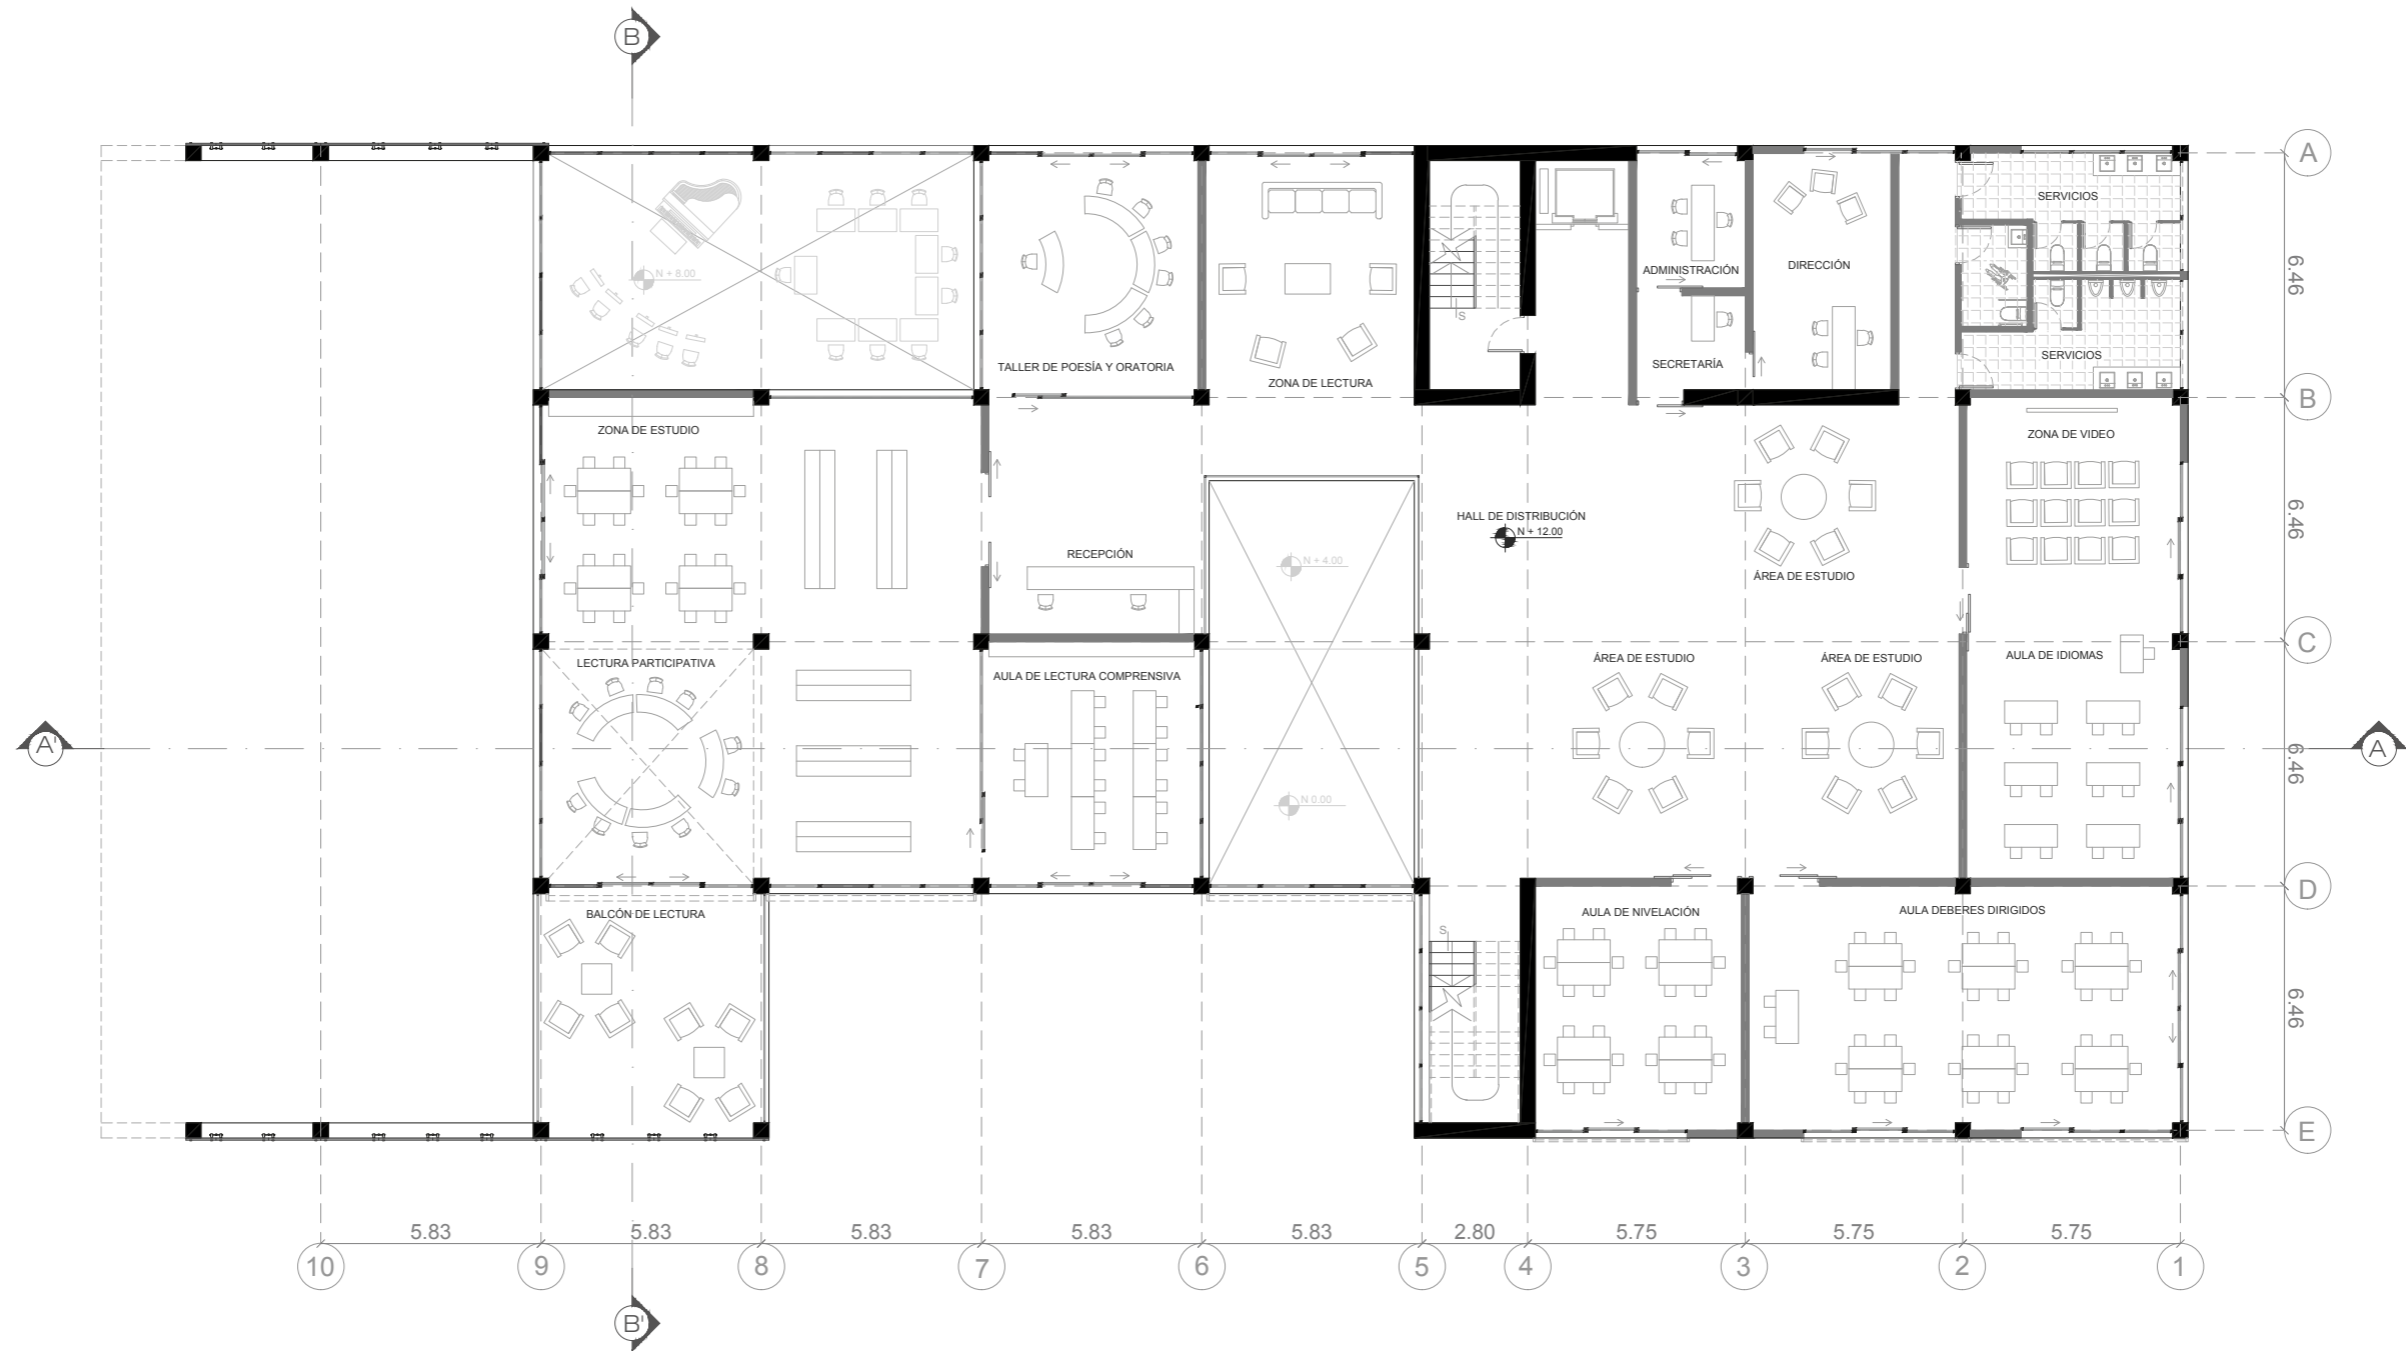 B
A
SERVICIOS
ADMINISTRACIÓN
DIRECCIÓN
N + 8.00
6.46
S
SERVICIOS
TALLER DE POESÍA Y ORATORIA
SECRETARÍA
ZONA DE LECTURA
B
ZONA DE ESTUDIO
ZONA DE VIDEO
HALL DE DISTRIBUCIÓN
N + 12.00
6.46
RECEPCIÓN
N + 4.00
ÁREA DE ESTUDIO
C
LECTURA PARTICIPATIVA
AULA DE LECTURA COMPRENSIVA
ÁREA DE ESTUDIO
ÁREA DE ESTUDIO
AULA DE IDIOMAS
A'
A
6.46
N 0.00
D
BALCÓN DE LECTURA
AULA DE NIVELACIÓN
AULA DEBERES DIRIGIDOS
S
6.46
E
5.83
5.83
5.83
5.83
5.83
2.80
5.75
5.75
5.75
10
9
8
7
6
5
4
3
2
1
B'